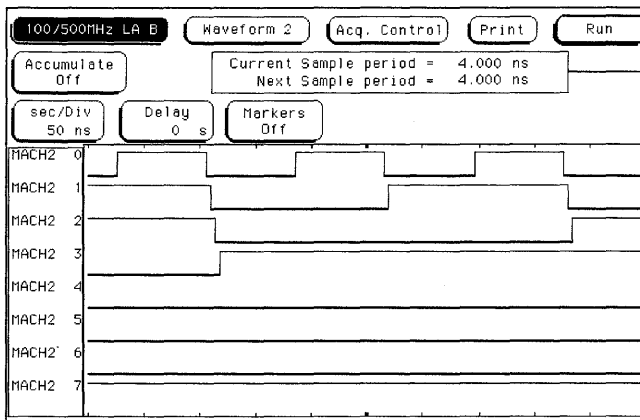 100/500MHz LA B Waveform 2 Acq. Control Print Run
Accumulate
Off
Current Sample period = 4.000 ns
Next Sample period = 4.000 ns
sec/Div
50 ns
Delay
0 s
Markers
Off
MACH2 0
MACH2 1
MACH2 2
MACH2 3
MACH2 4
MACH2 5
MACH2 6
MACH2 7